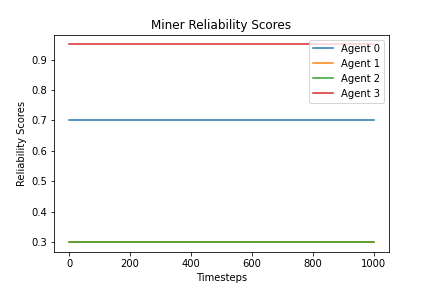 Miner Reliability Scores
Agent 0
Agent 1
Agent 2
Agent 3
Reliability Scores
0.9
0.8
0.7
0.6
0.5
0.4
0.3
0 200 400 600 800 1000
Timesteps